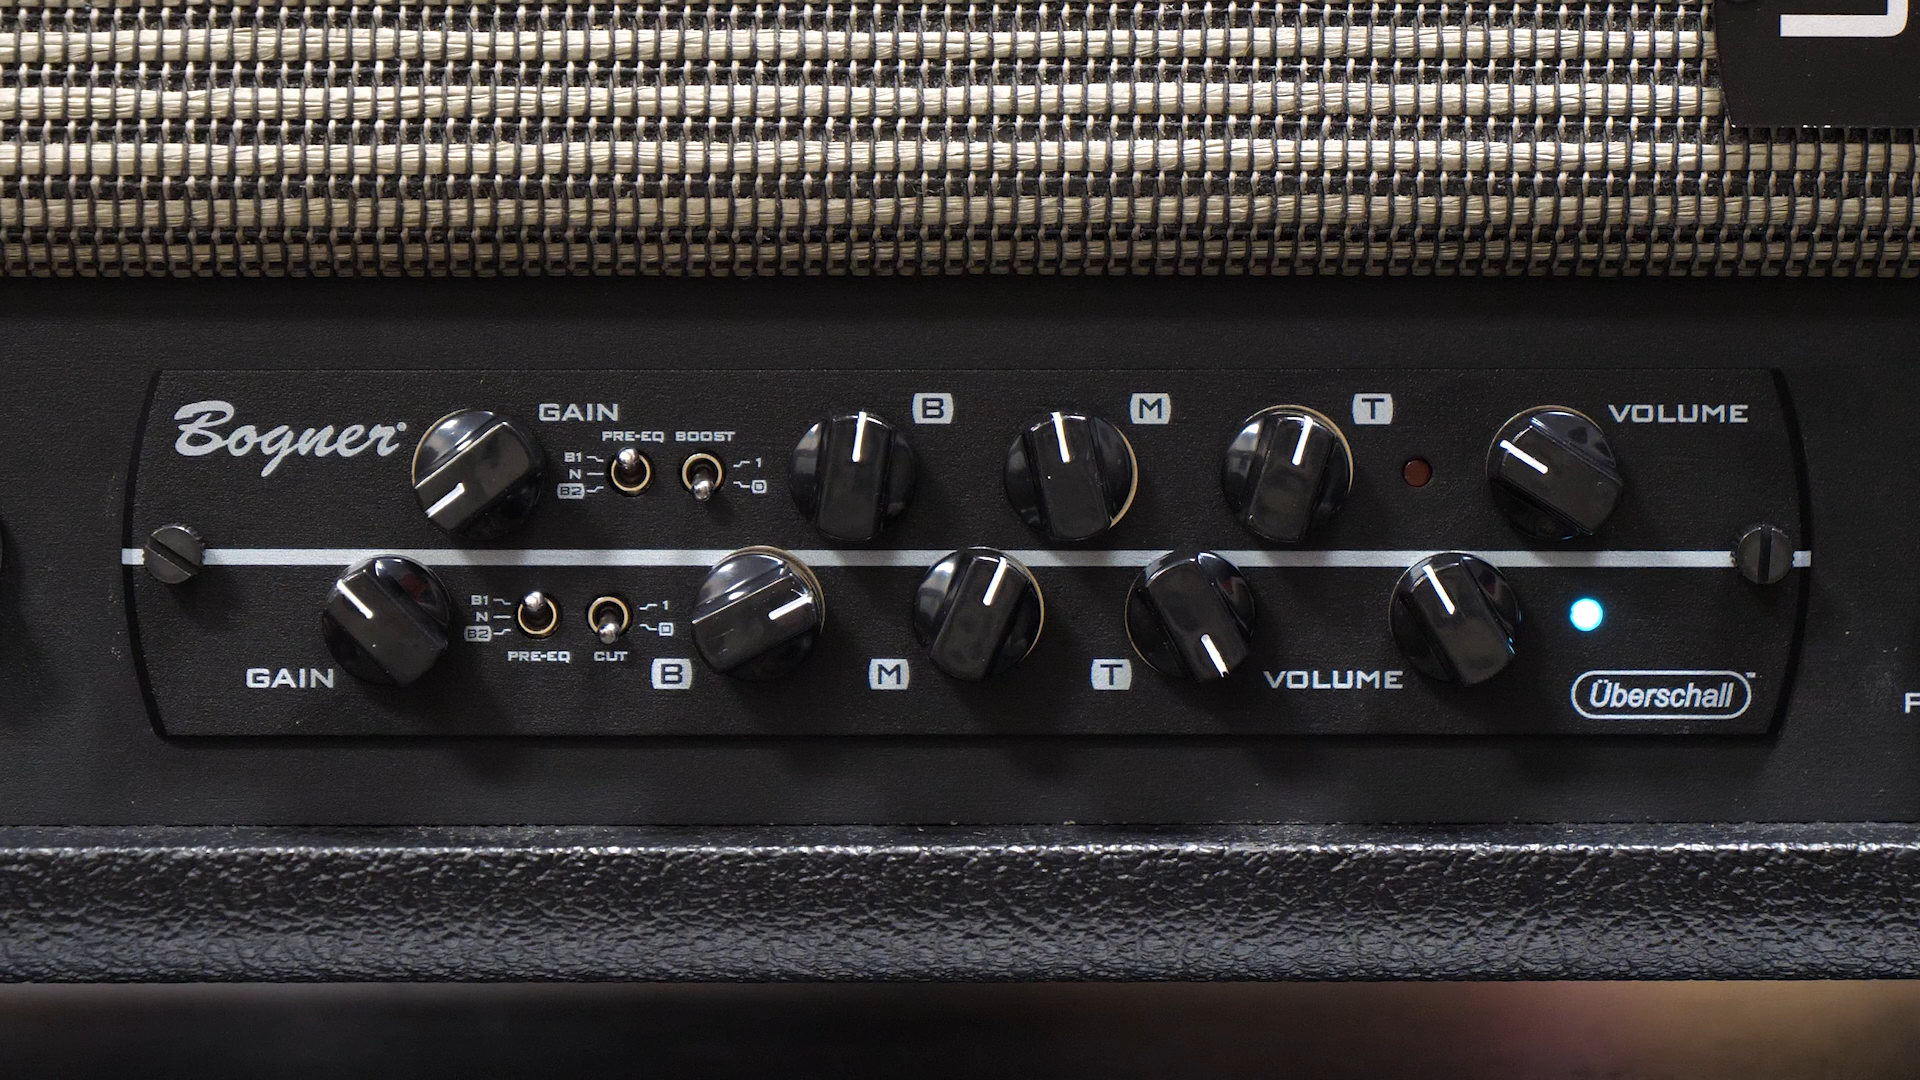 Bogner
GAIN
PRE-EQ BOOST
B1
N
B2
1
0
B
M
T
VOLUME
B1
N
B2
1
0
PRE-EQ CUT
GAIN
B
M
T
VOLUME
Überschall™